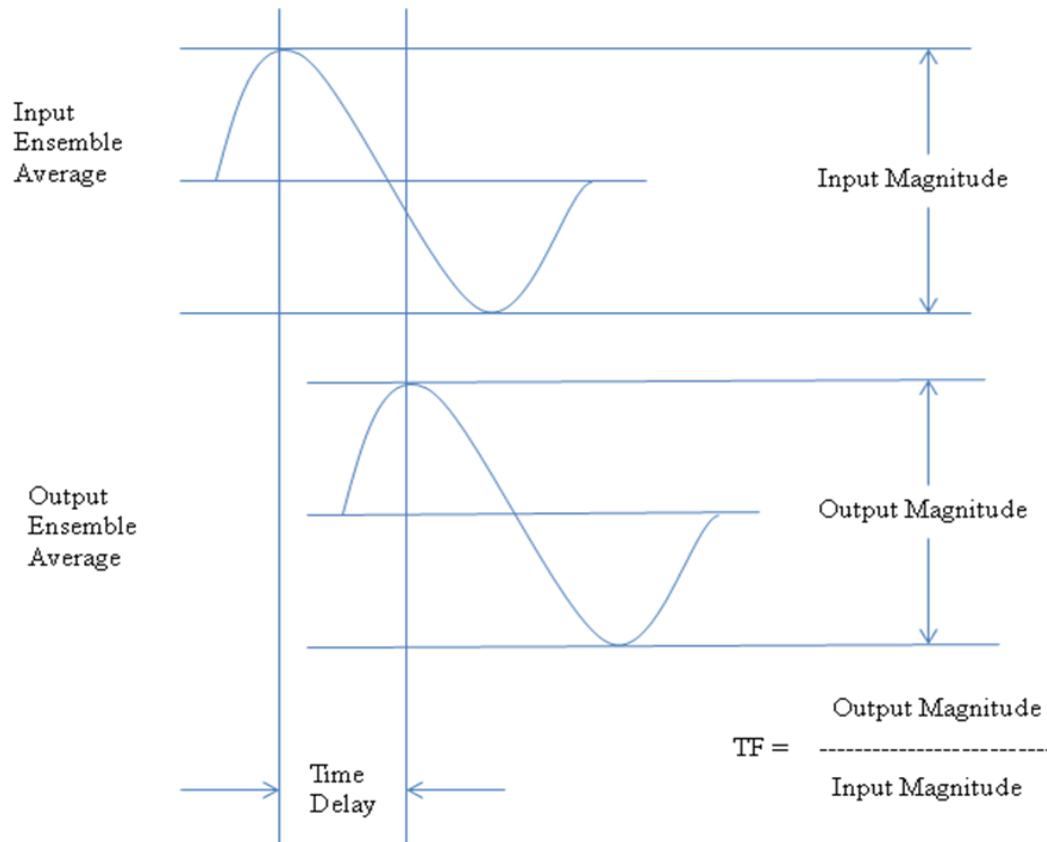 Input
Ensemble
Average
Input Magnitude
Output
Ensemble
Average
Output Magnitude
Time
Delay
Output Magnitude
TF = --------------------------
Input Magnitude